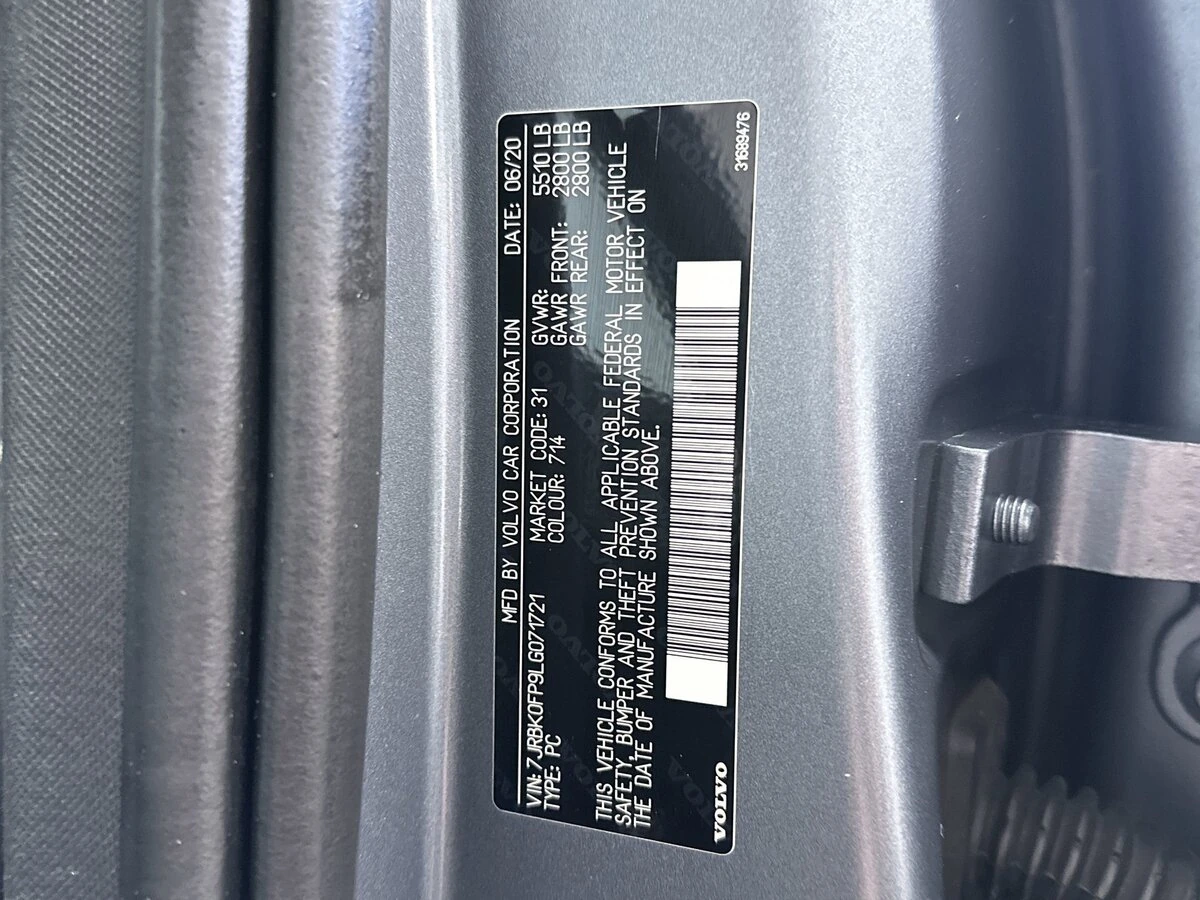 MFD BY VOLVO CAR CORPORATION DATE: 06/20
VIN: 7JRBK0FP9LG071721 MARKET CODE: 31 GVWR: 5510 LB
TYPE: PC COLOUR: 714 GAWR FRONT: 2800 LB
GAWR REAR: 2800 LB
THIS VEHICLE CONFORMS TO ALL APPLICABLE FEDERAL MOTOR VEHICLE
SAFETY, BUMPER AND THEFT PREVENTION STANDARDS IN EFFECT ON
THE DATE OF MANUFACTURE SHOWN ABOVE.
VOLVO 31689476